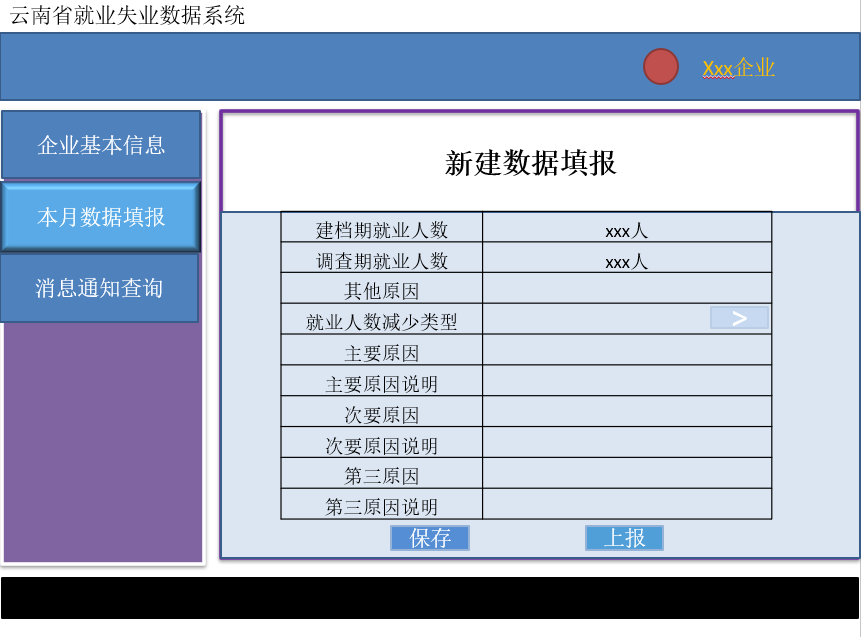 云南省就业失业数据系统
Xxx企业
企业基本信息
本月数据填报
消息通知查询
新建数据填报
建档期就业人数 xxx人
调查期就业人数 xxx人
其他原因
就业人数减少类型 >
主要原因
主要原因说明
次要原因
次要原因说明
第三原因
第三原因说明
保存 上报